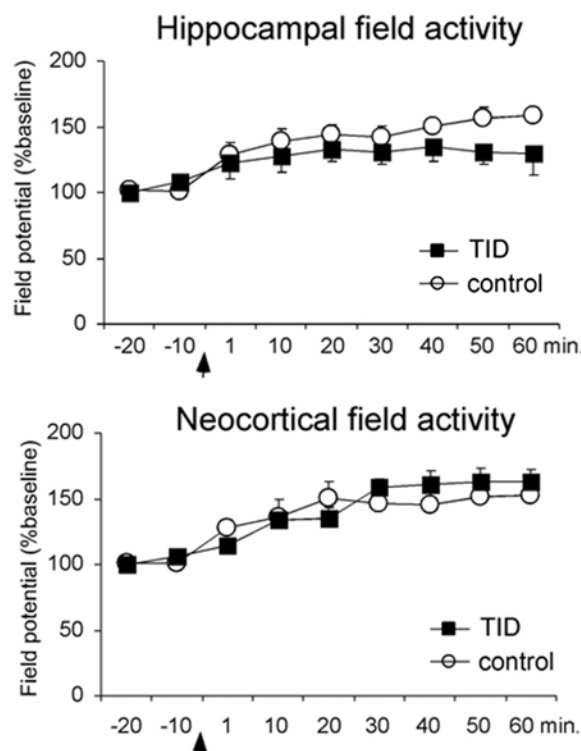 Hippocampal field activity
Field potential (%baseline)
200
150
100
50
0
TID
control
-20 -10 1 10 20 30 40 50 60 min.
Neocortical field activity
Field potential (%baseline)
200
150
100
50
0
TID
control
-20 -10 1 10 20 30 40 50 60 min.